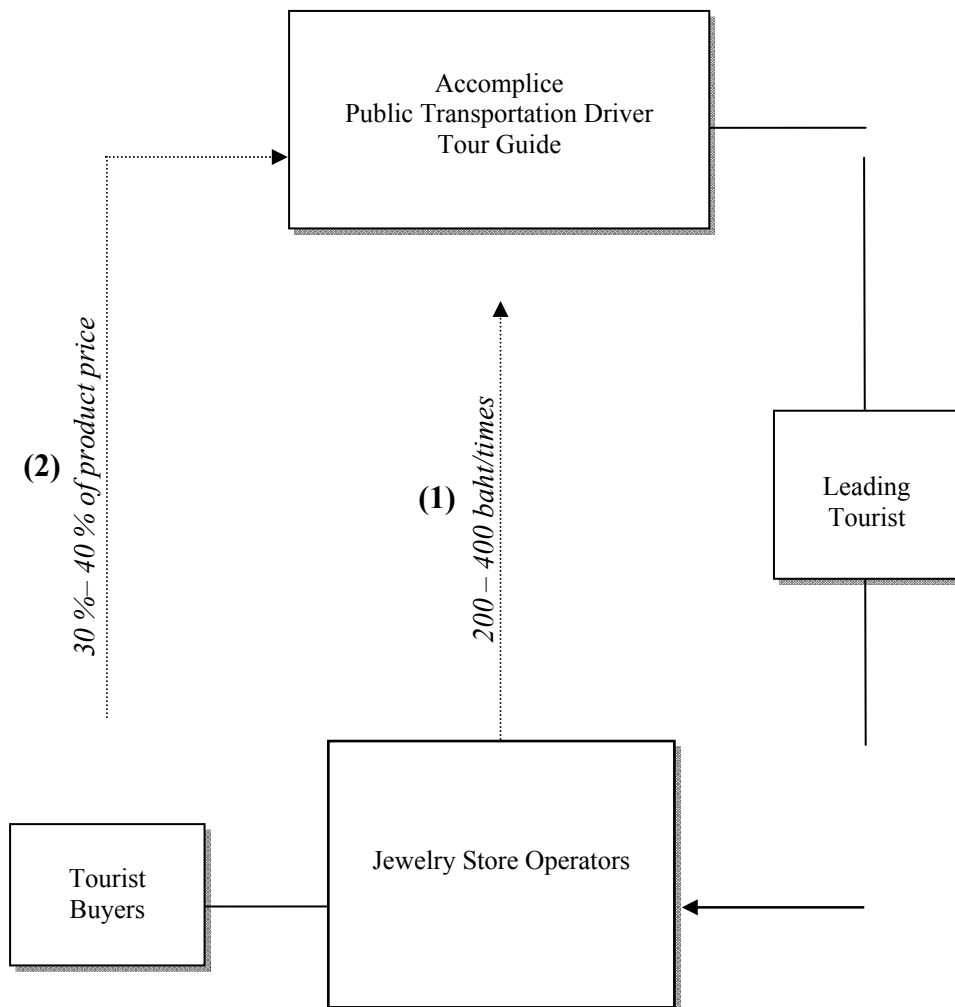 Accomplice
Public Transportation Driver
Tour Guide
(2)
30 %– 40 % of product price
(1)
200 – 400 baht/times
Leading
Tourist
Jewelry Store Operators
Tourist
Buyers